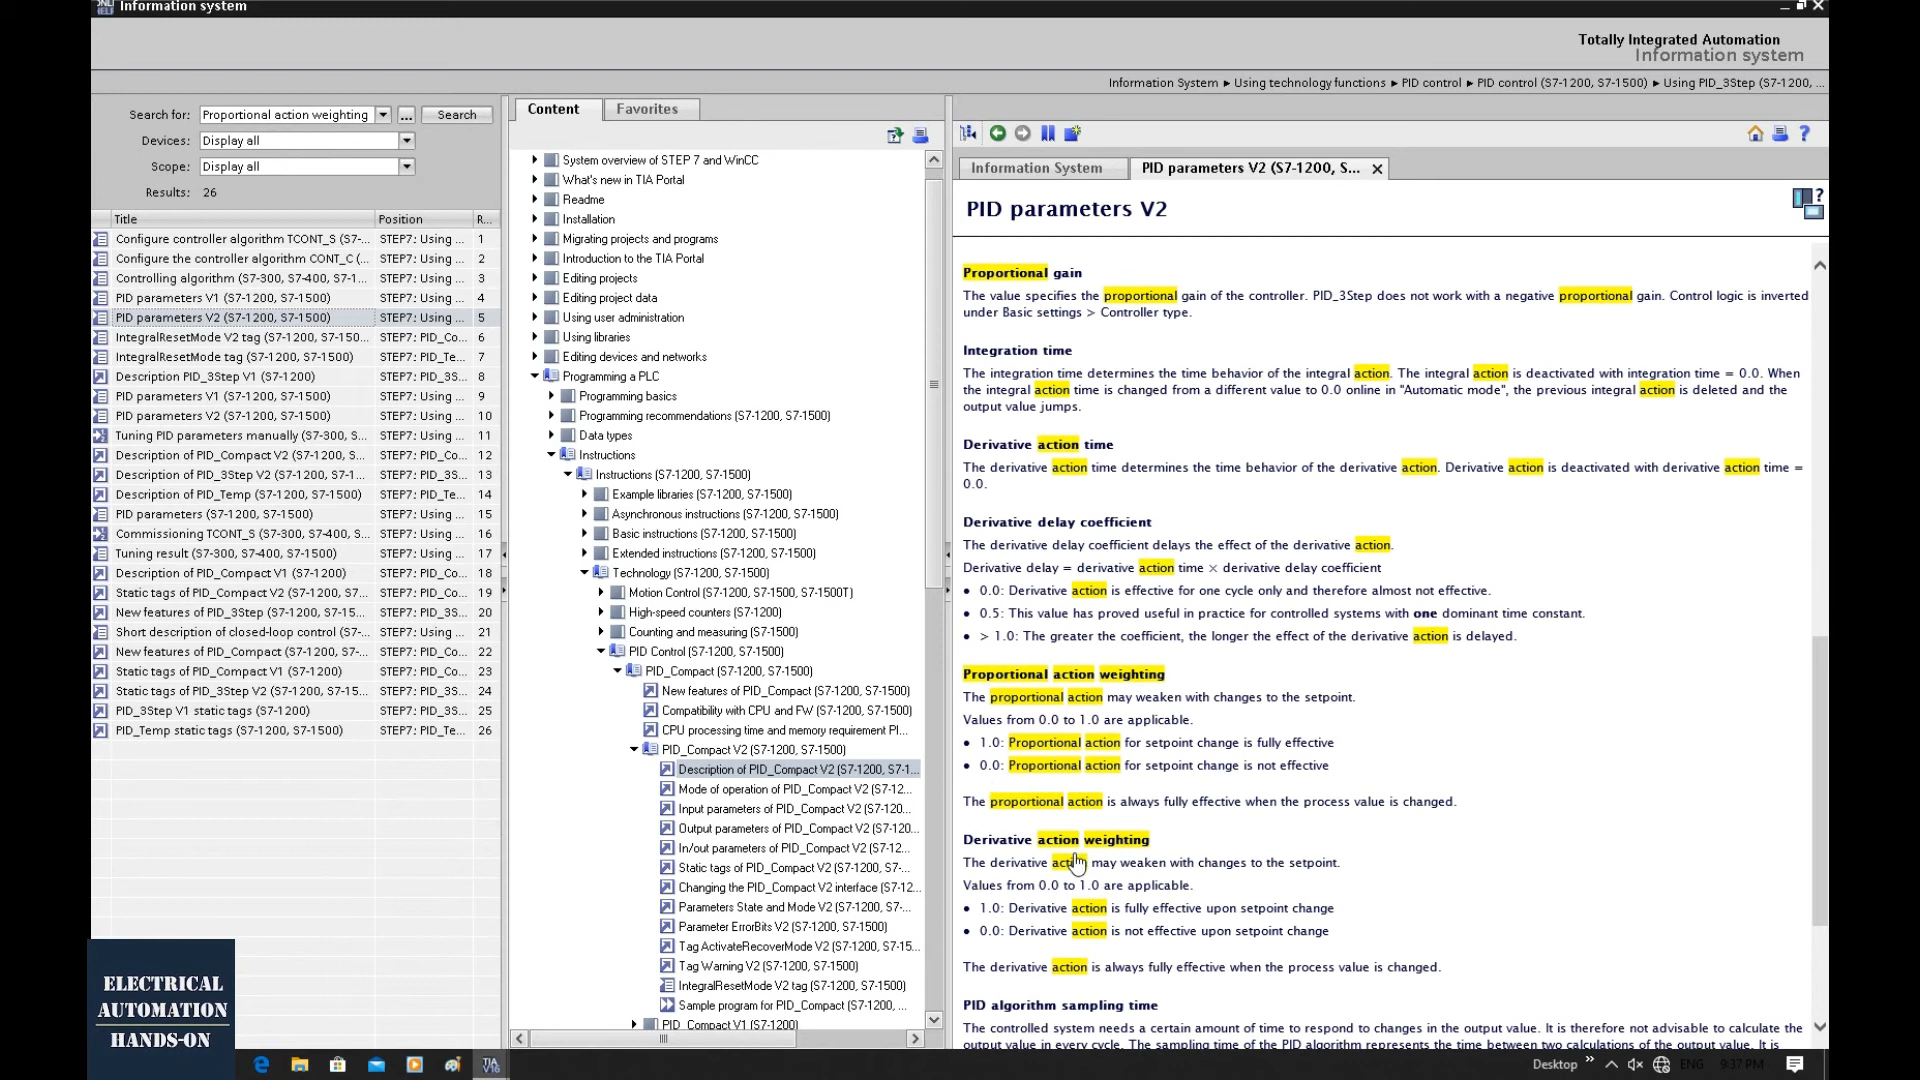 Information system
Totally Integrated Automation
Information system
Information System ▸ Using technology functions ▸ PID control ▸ PID control (S7-1200, S7-1500) ▸ Using PID_3Step (S7-1200, ...
Search for: Proportional action weighting ... Search
Devices: Display all
Scope: Display all
Results: 26
Title Position R...
Configure controller algorithm TCONT_S (S7-... STEP7: Using ... 1
Configure the controller algorithm CONT_C (... STEP7: Using ... 2
Controlling algorithm (S7-300, S7-400, S7-1... STEP7: Using ... 3
PID parameters V1 (S7-1200, S7-1500) STEP7: Using ... 4
PID parameters V2 (S7-1200, S7-1500) STEP7: Using ... 5
IntegralResetMode V2 tag (S7-1200, S7-150... STEP7: PID_Co... 6
IntegralResetMode tag (S7-1200, S7-1500) STEP7: PID_Te... 7
Description PID_3Step V1 (S7-1200) STEP7: PID_3S... 8
PID parameters V1 (S7-1200, S7-1500) STEP7: Using ... 9
PID parameters V2 (S7-1200, S7-1500) STEP7: Using ... 10
Tuning PID parameters manually (S7-300, S... STEP7: Using ... 11
Description of PID_Compact V2 (S7-1200, S... STEP7: PID_Co... 12
Description of PID_3Step V2 (S7-1200, S7-1... STEP7: PID_3S... 13
Description of PID_Temp (S7-1200, S7-1500) STEP7: PID_Te... 14
PID parameters (S7-1200, S7-1500) STEP7: Using ... 15
Commissioning TCONT_S (S7-300, S7-400, S... STEP7: Using ... 16
Tuning result (S7-300, S7-400, S7-1500) STEP7: Using ... 17
Description of PID_Compact V1 (S7-1200) STEP7: PID_Co... 18
Static tags of PID_Compact V2 (S7-1200, S7... STEP7: PID_Co... 19
New features of PID_3Step (S7-1200, S7-15... STEP7: PID_3S... 20
Short description of closed-loop control (S7-... STEP7: Using ... 21
New features of PID_Compact (S7-1200, S7... STEP7: PID_Co... 22
Static tags of PID_Compact V1 (S7-1200) STEP7: PID_Co... 23
Static tags of PID_3Step V2 (S7-1200, S7-15... STEP7: PID_3S... 24
PID_3Step V1 static tags (S7-1200) STEP7: PID_3S... 25
PID_Temp static tags (S7-1200, S7-1500) STEP7: PID_Te... 26
Content Favorites
System overview of STEP 7 and WinCC
What's new in TIA Portal
Readme
Installation
Migrating projects and programs
Introduction to the TIA Portal
Editing projects
Editing project data
Using user administration
Using libraries
Editing devices and networks
Programming a PLC
Programming basics
Programming recommendations (S7-1200, S7-1500)
Data types
Instructions
Instructions (S7-1200, S7-1500)
Example libraries (S7-1200, S7-1500)
Asynchronous instructions (S7-1200, S7-1500)
Basic instructions (S7-1200, S7-1500)
Extended instructions (S7-1200, S7-1500)
Technology (S7-1200, S7-1500)
Motion Control (S7-1200, S7-1500, S7-1500T)
High-speed counters (S7-1200)
Counting and measuring (S7-1500)
PID Control (S7-1200, S7-1500)
PID_Compact (S7-1200, S7-1500)
New features of PID_Compact (S7-1200, S7-1500)
Compatibility with CPU and FW (S7-1200, S7-1500)
CPU processing time and memory requirement PI...
PID_Compact V2 (S7-1200, S7-1500)
Description of PID_Compact V2 (S7-1200, S7-1...
Mode of operation of PID_Compact V2 (S7-12...
Input parameters of PID_Compact V2 (S7-120...
Output parameters of PID_Compact V2 (S7-120...
In/out parameters of PID_Compact V2 (S7-12...
Static tags of PID_Compact V2 (S7-1200, S7-1...
Changing the PID_Compact V2 interface (S7-12...
Parameters State and Mode V2 (S7-1200, S7-...
Parameter ErrorBits V2 (S7-1200, S7-1500)
Tag ActivateRecoverMode V2 (S7-1200, S7-15...
Tag Warning V2 (S7-1200, S7-1500)
IntegralResetMode V2 tag (S7-1200, S7-1500)
Sample program for PID_Compact (S7-1200, ...
PID_Compact V1 (S7-1200)
Information System PID parameters V2 (S7-1200, S...
PID parameters V2
Proportional gain
The value specifies the proportional gain of the controller. PID_3Step does not work with a negative proportional gain. Control logic is inverted
under Basic settings > Controller type.
Integration time
The integration time determines the time behavior of the integral action. The integral action is deactivated with integration time = 0.0. When
the integral action time is changed from a different value to 0.0 online in "Automatic mode", the previous integral action is deleted and the
output value jumps.
Derivative action time
The derivative action time determines the time behavior of the derivative action. Derivative action is deactivated with derivative action time =
0.0.
Derivative delay coefficient
The derivative delay coefficient delays the effect of the derivative action.
Derivative delay = derivative action time × derivative delay coefficient
• 0.0: Derivative action is effective for one cycle only and therefore almost not effective.
• 0.5: This value has proved useful in practice for controlled systems with one dominant time constant.
• > 1.0: The greater the coefficient, the longer the effect of the derivative action is delayed.
Proportional action weighting
The proportional action may weaken with changes to the setpoint.
Values from 0.0 to 1.0 are applicable.
• 1.0: Proportional action for setpoint change is fully effective
• 0.0: Proportional action for setpoint change is not effective
The proportional action is always fully effective when the process value is changed.
Derivative action weighting
The derivative action may weaken with changes to the setpoint.
Values from 0.0 to 1.0 are applicable.
• 1.0: Derivative action is fully effective upon setpoint change
• 0.0: Derivative action is not effective upon setpoint change
The derivative action is always fully effective when the process value is changed.
PID algorithm sampling time
The controlled system needs a certain amount of time to respond to changes in the output value. It is therefore not advisable to calculate the
output value in every cycle. The sampling time of the PID algorithm represents the time between two calculations of the output value. It is
ELECTRICAL
AUTOMATION
HANDS-ON
Desktop ENG 9:37 PM